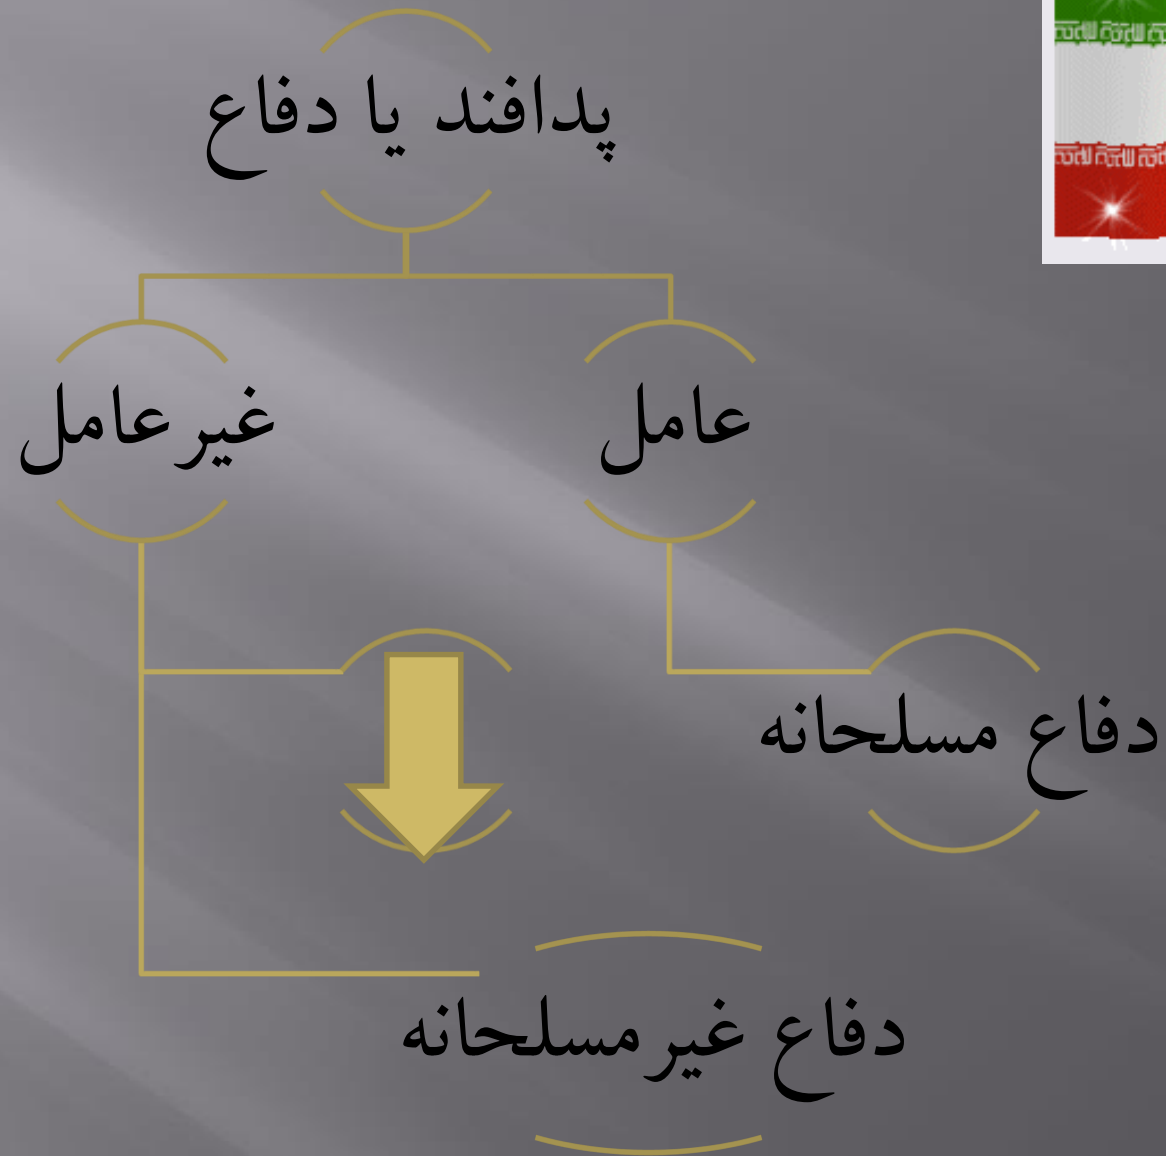 پدافند یا دفاع
عامل
غیرعامل
دفاع مسلحانه
دفاع غیرمسلحانه